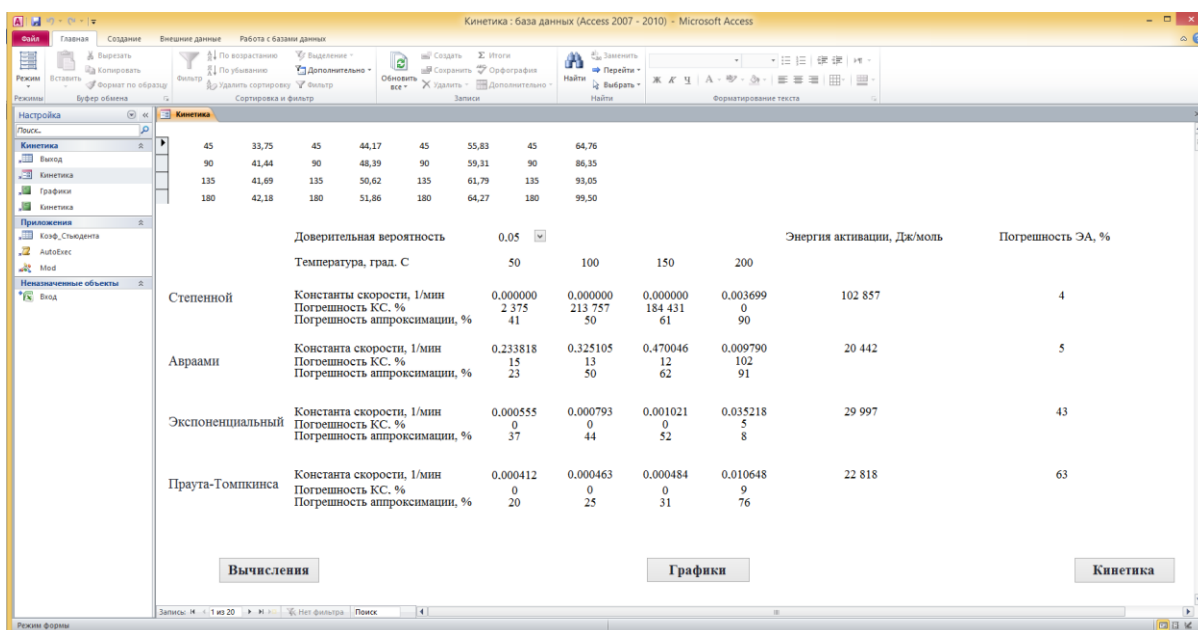 Кинетика : база данных (Access 2007 - 2010) - Microsoft Access
Файл Главная Создание Внешние данные Работа с базами данных
Режим
Режимы
Вставить
Вырезать
Копировать
Формат по образцу
Буфер обмена
Фильтр
По возрастанию
По убыванию
Удалить сортировку
Выделение
Дополнительно
Фильтр
Сортировка и фильтр
Обновить все
Создать
Сохранить
Удалить
Итоги
Орфография
Дополнительно
Записи
Найти
Заменить
Перейти
Выбрать
Найти
Ж К Ч А
Форматирование текста
Настройка
Поиск...
Кинетика
Выход
Кинетика
Графики
Кинетика
Приложения
Коэф_Стьюдента
AutoExec
Mod
Неназначенные объекты
Вход
Кинетика
45 33,75 45 44,17 45 55,83 45 64,76
90 41,44 90 48,39 90 59,31 90 86,35
135 41,69 135 50,62 135 61,79 135 93,05
180 42,18 180 51,86 180 64,27 180 99,50
Доверительная вероятность 0.05 Энергия активации, Дж/моль Погрешность ЭА, %
Температура, град. С 50 100 150 200
Степенной
Константы скорости, 1/мин 0.000000 0.000000 0.000000 0.003699 102 857 4
Погрешность КС, % 2 375 213 757 184 431 0
Погрешность аппроксимации, % 41 50 61 90
Авраами
Константа скорости, 1/мин 0.233818 0.325105 0.470046 0.009790 20 442 5
Погрешность КС, % 15 13 12 102
Погрешность аппроксимации, % 23 50 62 91
Экспоненциальный
Константа скорости, 1/мин 0.000555 0.000793 0.001021 0.035218 29 997 43
Погрешность КС, % 0 0 0 5
Погрешность аппроксимации, % 37 44 52 8
Праута-Томпкинса
Константа скорости, 1/мин 0.000412 0.000463 0.000484 0.010648 22 818 63
Погрешность КС, % 0 0 0 9
Погрешность аппроксимации, % 20 25 31 76
Вычисления Графики Кинетика
Запись: 1 из 20 Нет фильтра Поиск
Режим формы